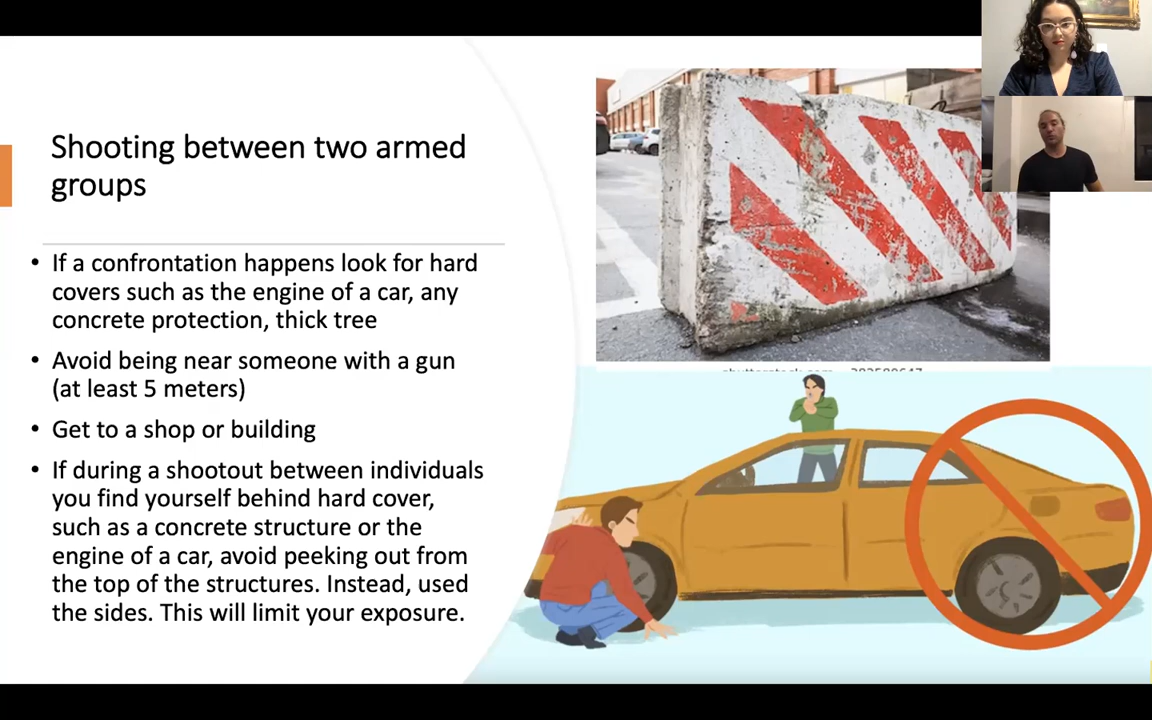 Shooting between two armed
groups
• If a confrontation happens look for hard
covers such as the engine of a car, any
concrete protection, thick tree
• Avoid being near someone with a gun
(at least 5 meters)
• Get to a shop or building
• If during a shootout between individuals
you find yourself behind hard cover,
such as a concrete structure or the
engine of a car, avoid peeking out from
the top of the structures. Instead, used
the sides. This will limit your exposure.